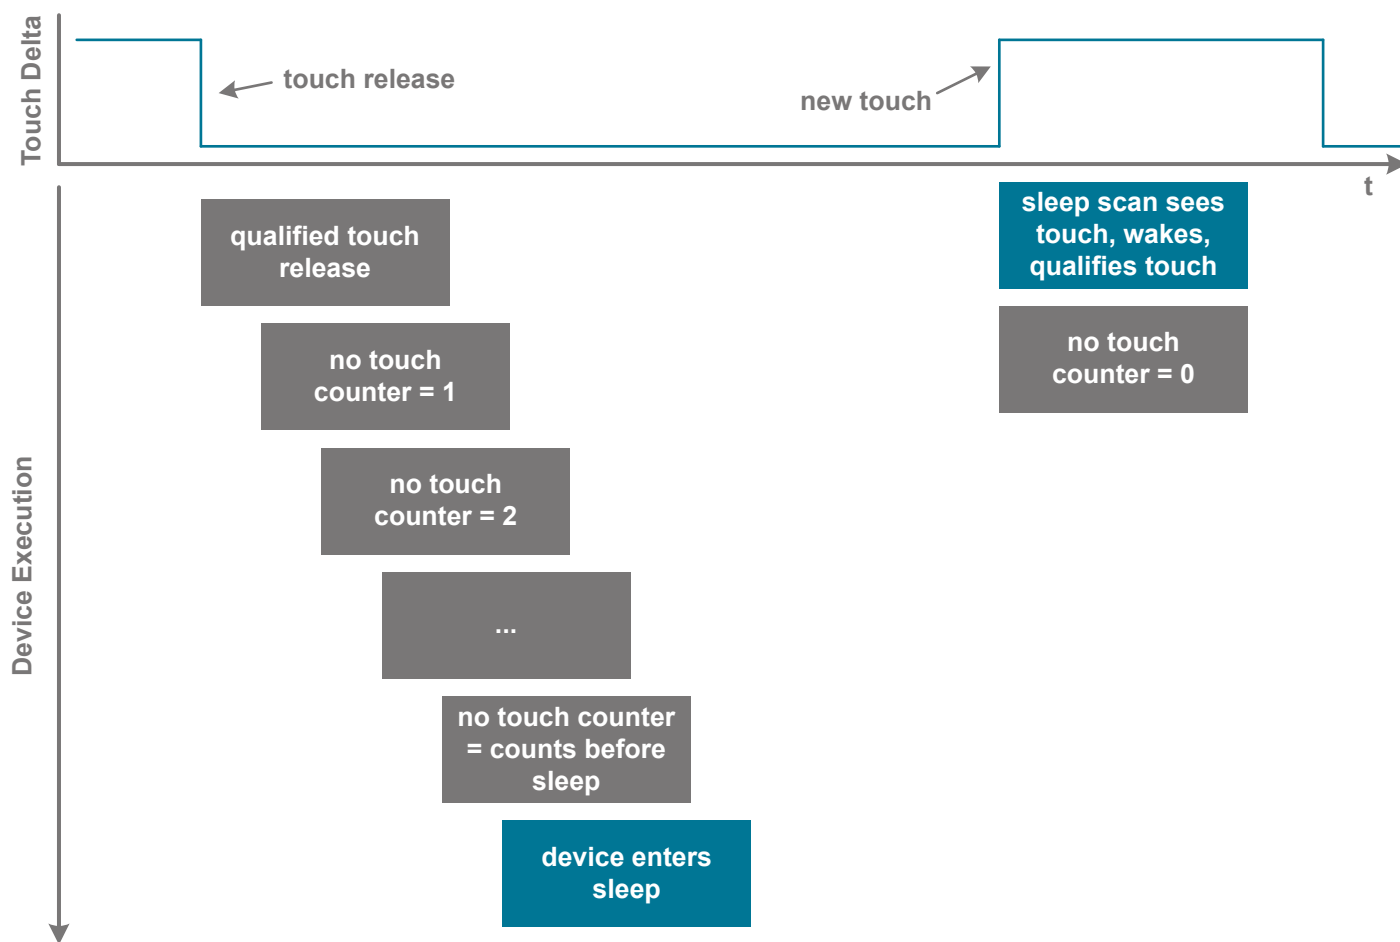 Touch Delta
touch release
new touch
t
qualified touch
release
sleep scan sees
touch, wakes,
qualifies touch
no touch
counter = 1
no touch
counter = 0
no touch
counter = 2
...
no touch counter
= counts before
sleep
device enters
sleep
Device Execution